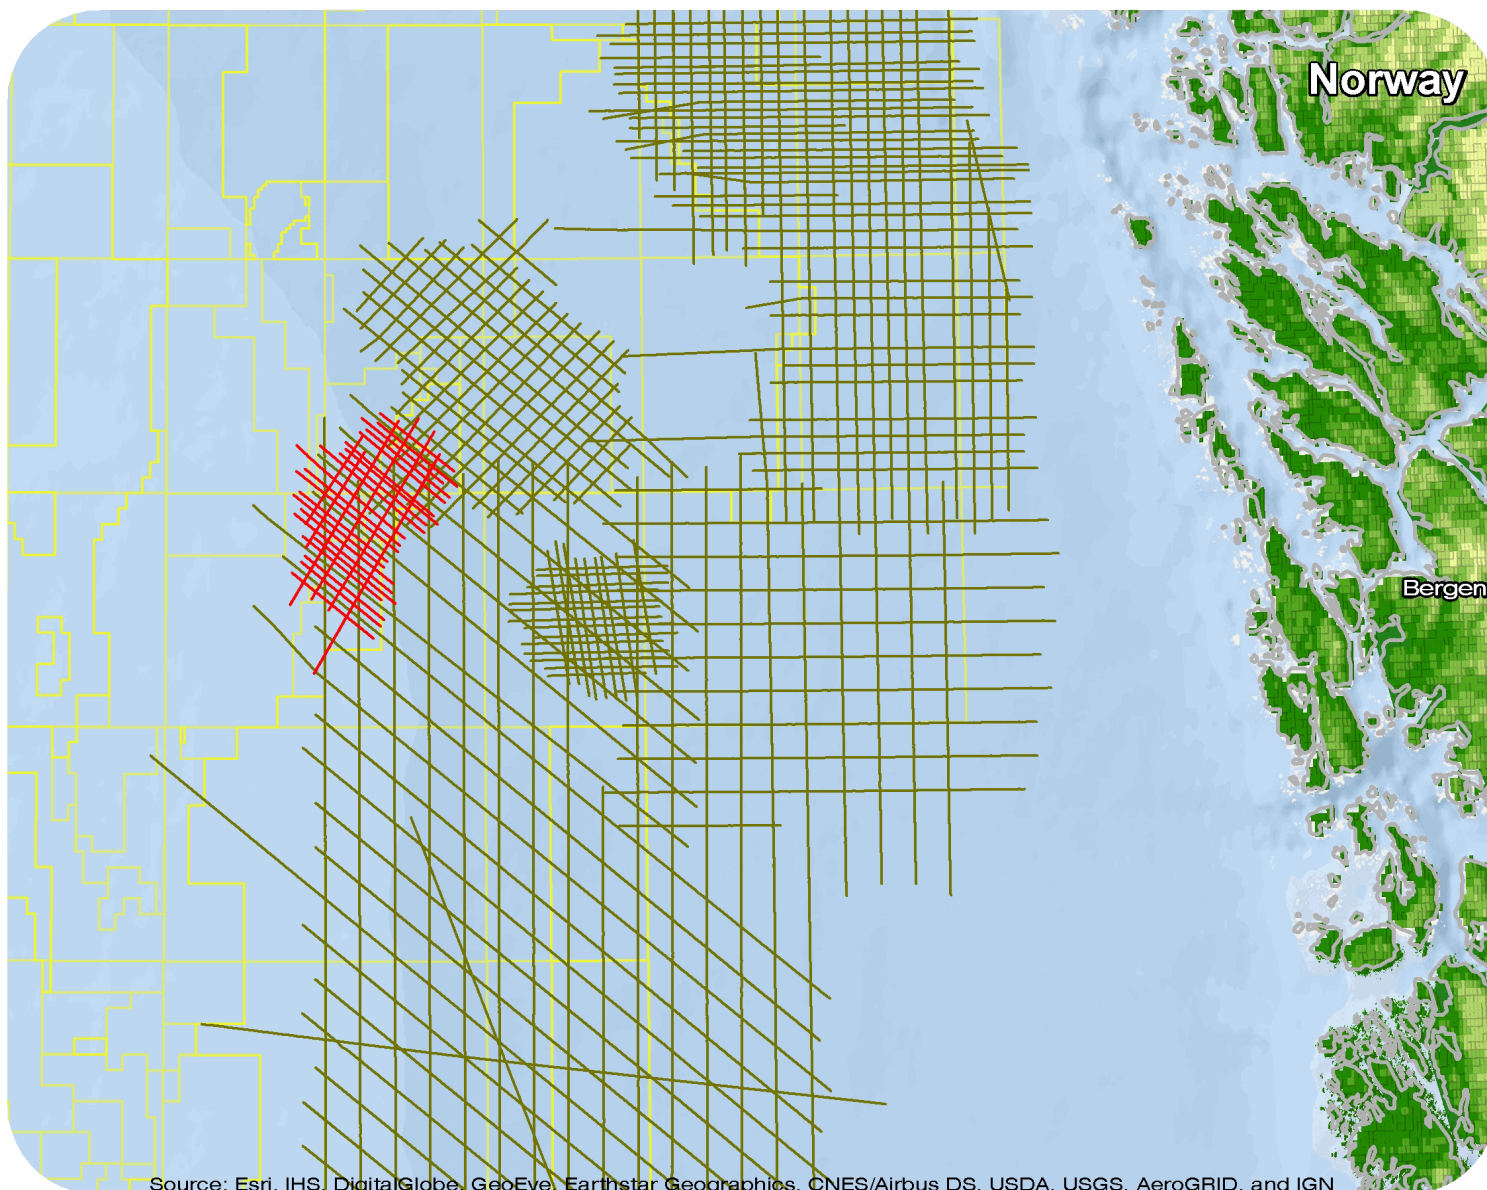 Norway
Bergen
Source: Esri, IHS, DigitalGlobe, GeoEye, Earthstar Geographics, CNES/Airbus DS, USDA, USGS, AeroGRID, and IGN